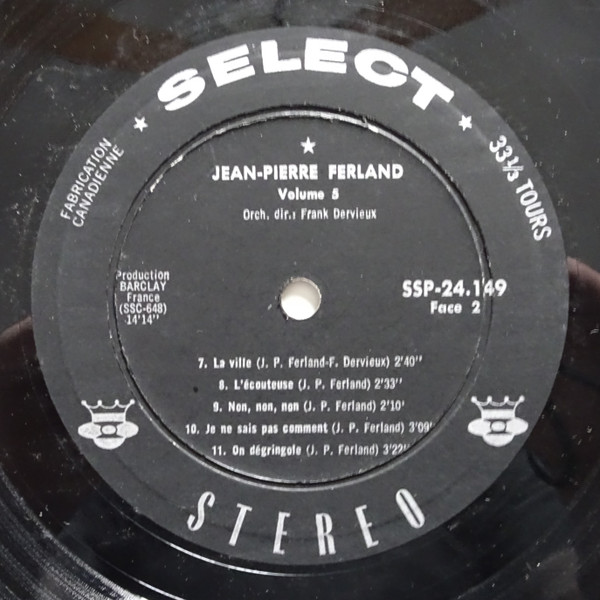 SELECT
FABRICATION
CANADIENNE
33⅓ TOURS
JEAN-PIERRE FERLAND
Volume 5
Orch. dir.: Frank Dervieux
Production
BARCLAY
France
(SSC-648)
14'14"
SSP-24.149
Face 2
7. La ville (J. P. Ferland-F. Dervieux) 2'40"
8. L'écouteuse (J. P. Ferland) 2'33"
9. Non, non, non (J. P. Ferland) 2'10'
10. Je ne sais pas comment (J. P. Ferland) 3'09'
11. On dégringole (J. P. Ferland) 3'22"
STEREO